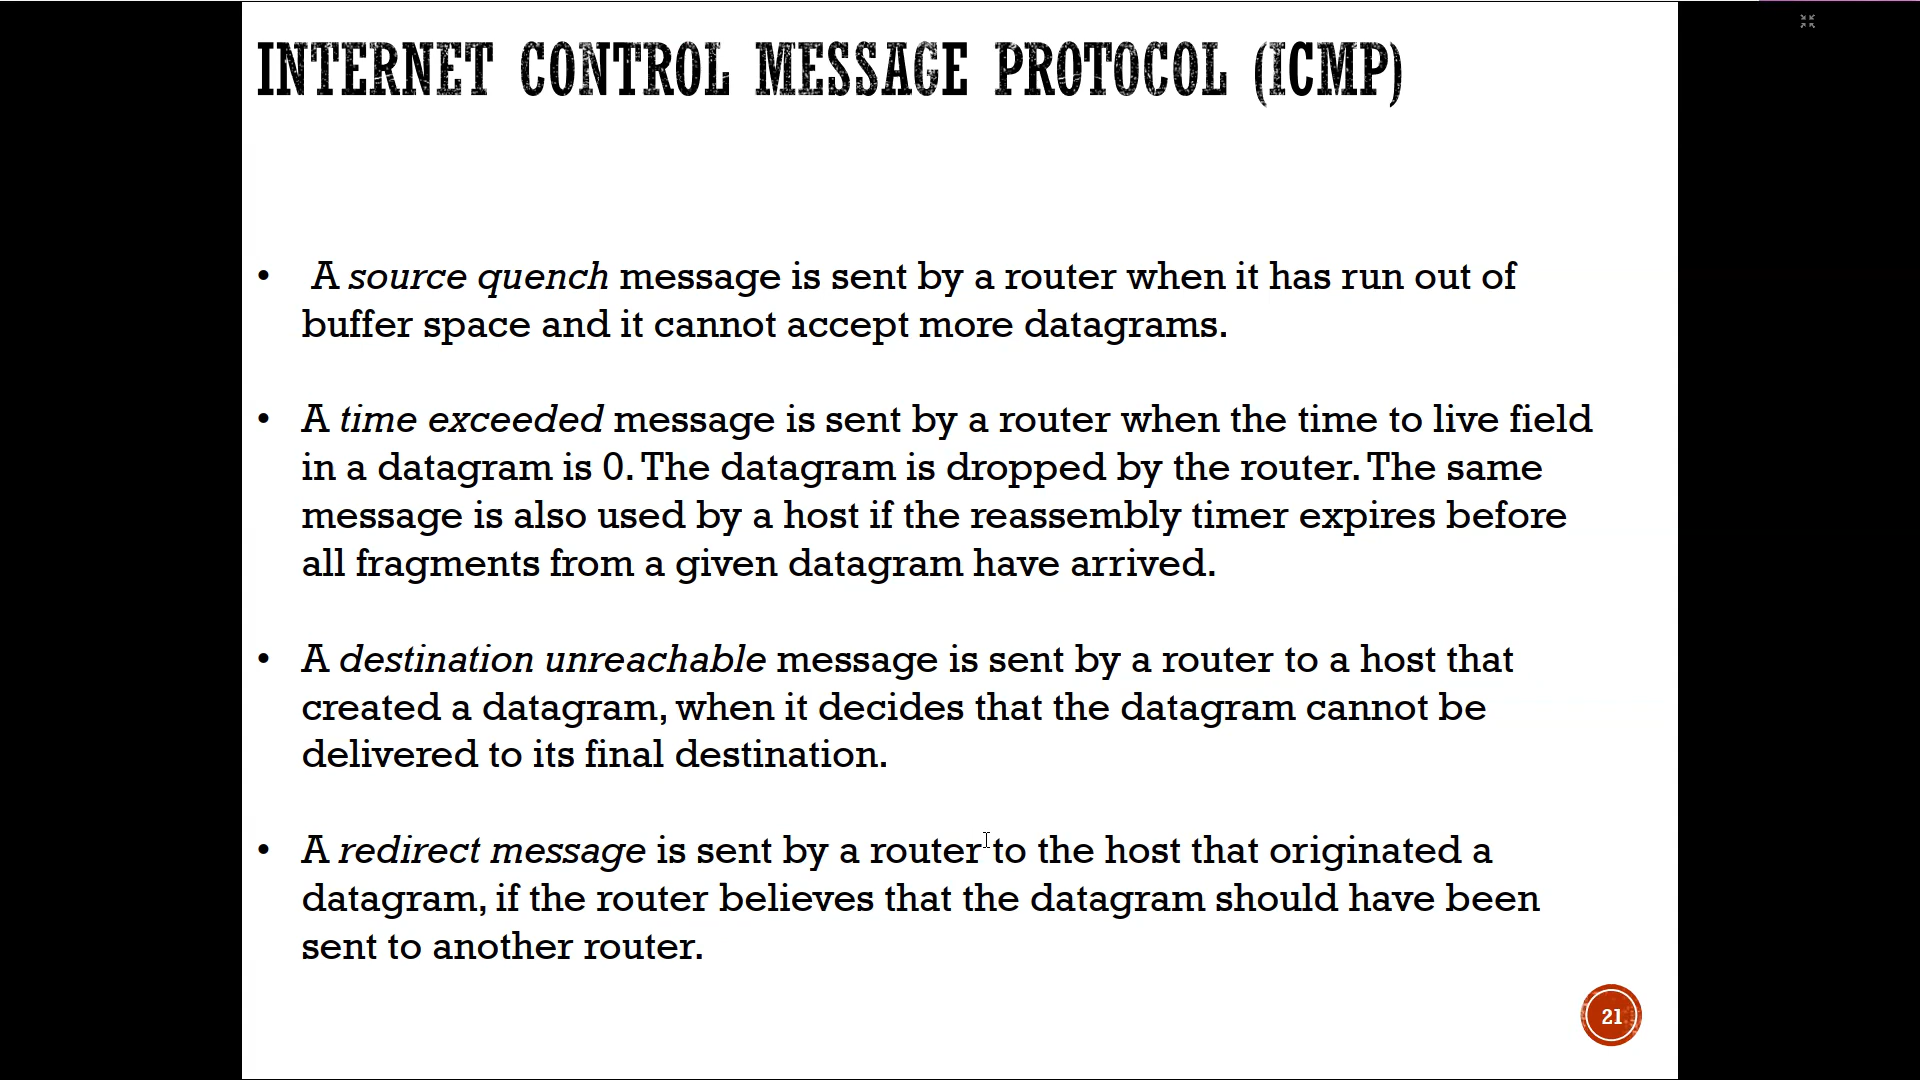 INTERNET CONTROL MESSAGE PROTOCOL (ICMP)
• A source quench message is sent by a router when it has run out of
buffer space and it cannot accept more datagrams.
• A time exceeded message is sent by a router when the time to live field
in a datagram is 0. The datagram is dropped by the router. The same
message is also used by a host if the reassembly timer expires before
all fragments from a given datagram have arrived.
• A destination unreachable message is sent by a router to a host that
created a datagram, when it decides that the datagram cannot be
delivered to its final destination.
• A redirect message is sent by a router to the host that originated a
datagram, if the router believes that the datagram should have been
sent to another router.
21